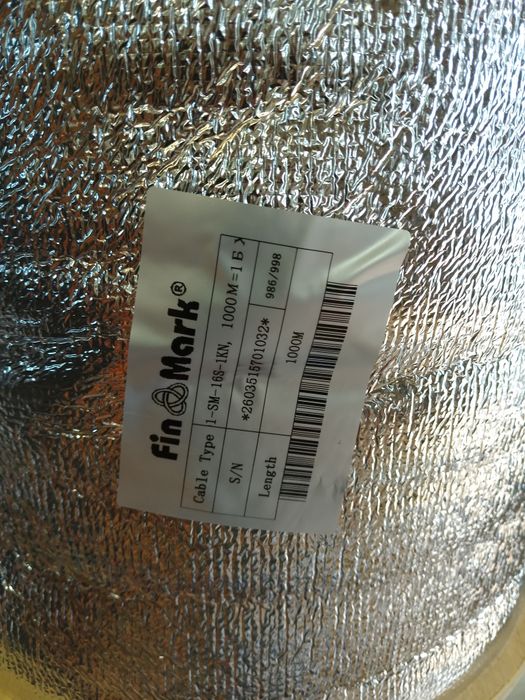 Fin Mark®
Cable Type 1-SM-16S-1KN, 1000M=1Б
S/N *2603515701032* 986/998
Length 1000M